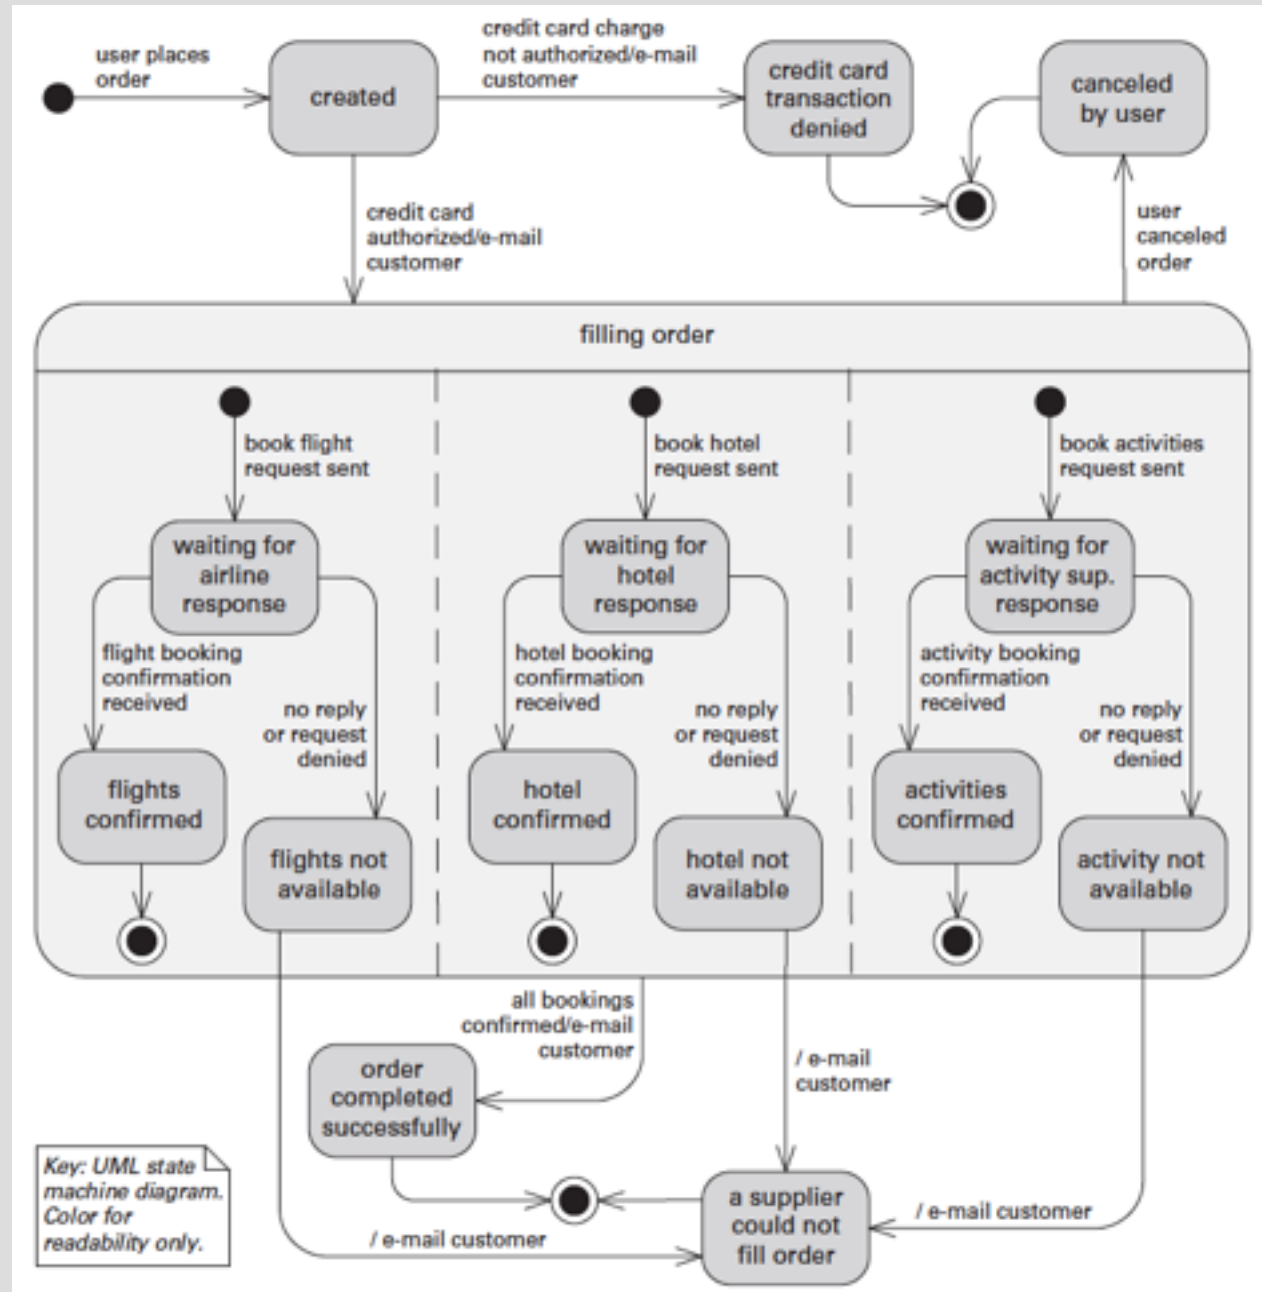 user places
order
created
credit card charge
not authorized/e-mail
customer
credit card
transaction
denied
canceled
by user
credit card
authorized/e-mail
customer
user
canceled
order
filling order
book flight
request sent
book hotel
request sent
book activities
request sent
waiting for
airline
response
waiting for
hotel
response
waiting for
activity sup.
response
flight booking
confirmation
received
no reply
or request
denied
hotel booking
confirmation
received
no reply
or request
denied
activity booking
confirmation
received
no reply
or request
denied
flights
confirmed
flights not
available
hotel
confirmed
hotel not
available
activities
confirmed
activity not
available
all bookings
confirmed/e-mail
customer
order
completed
successfully
/ e-mail
customer
Key: UML state
machine diagram.
Color for
readability only.
/ e-mail customer
a supplier
could not
fill order
/ e-mail customer